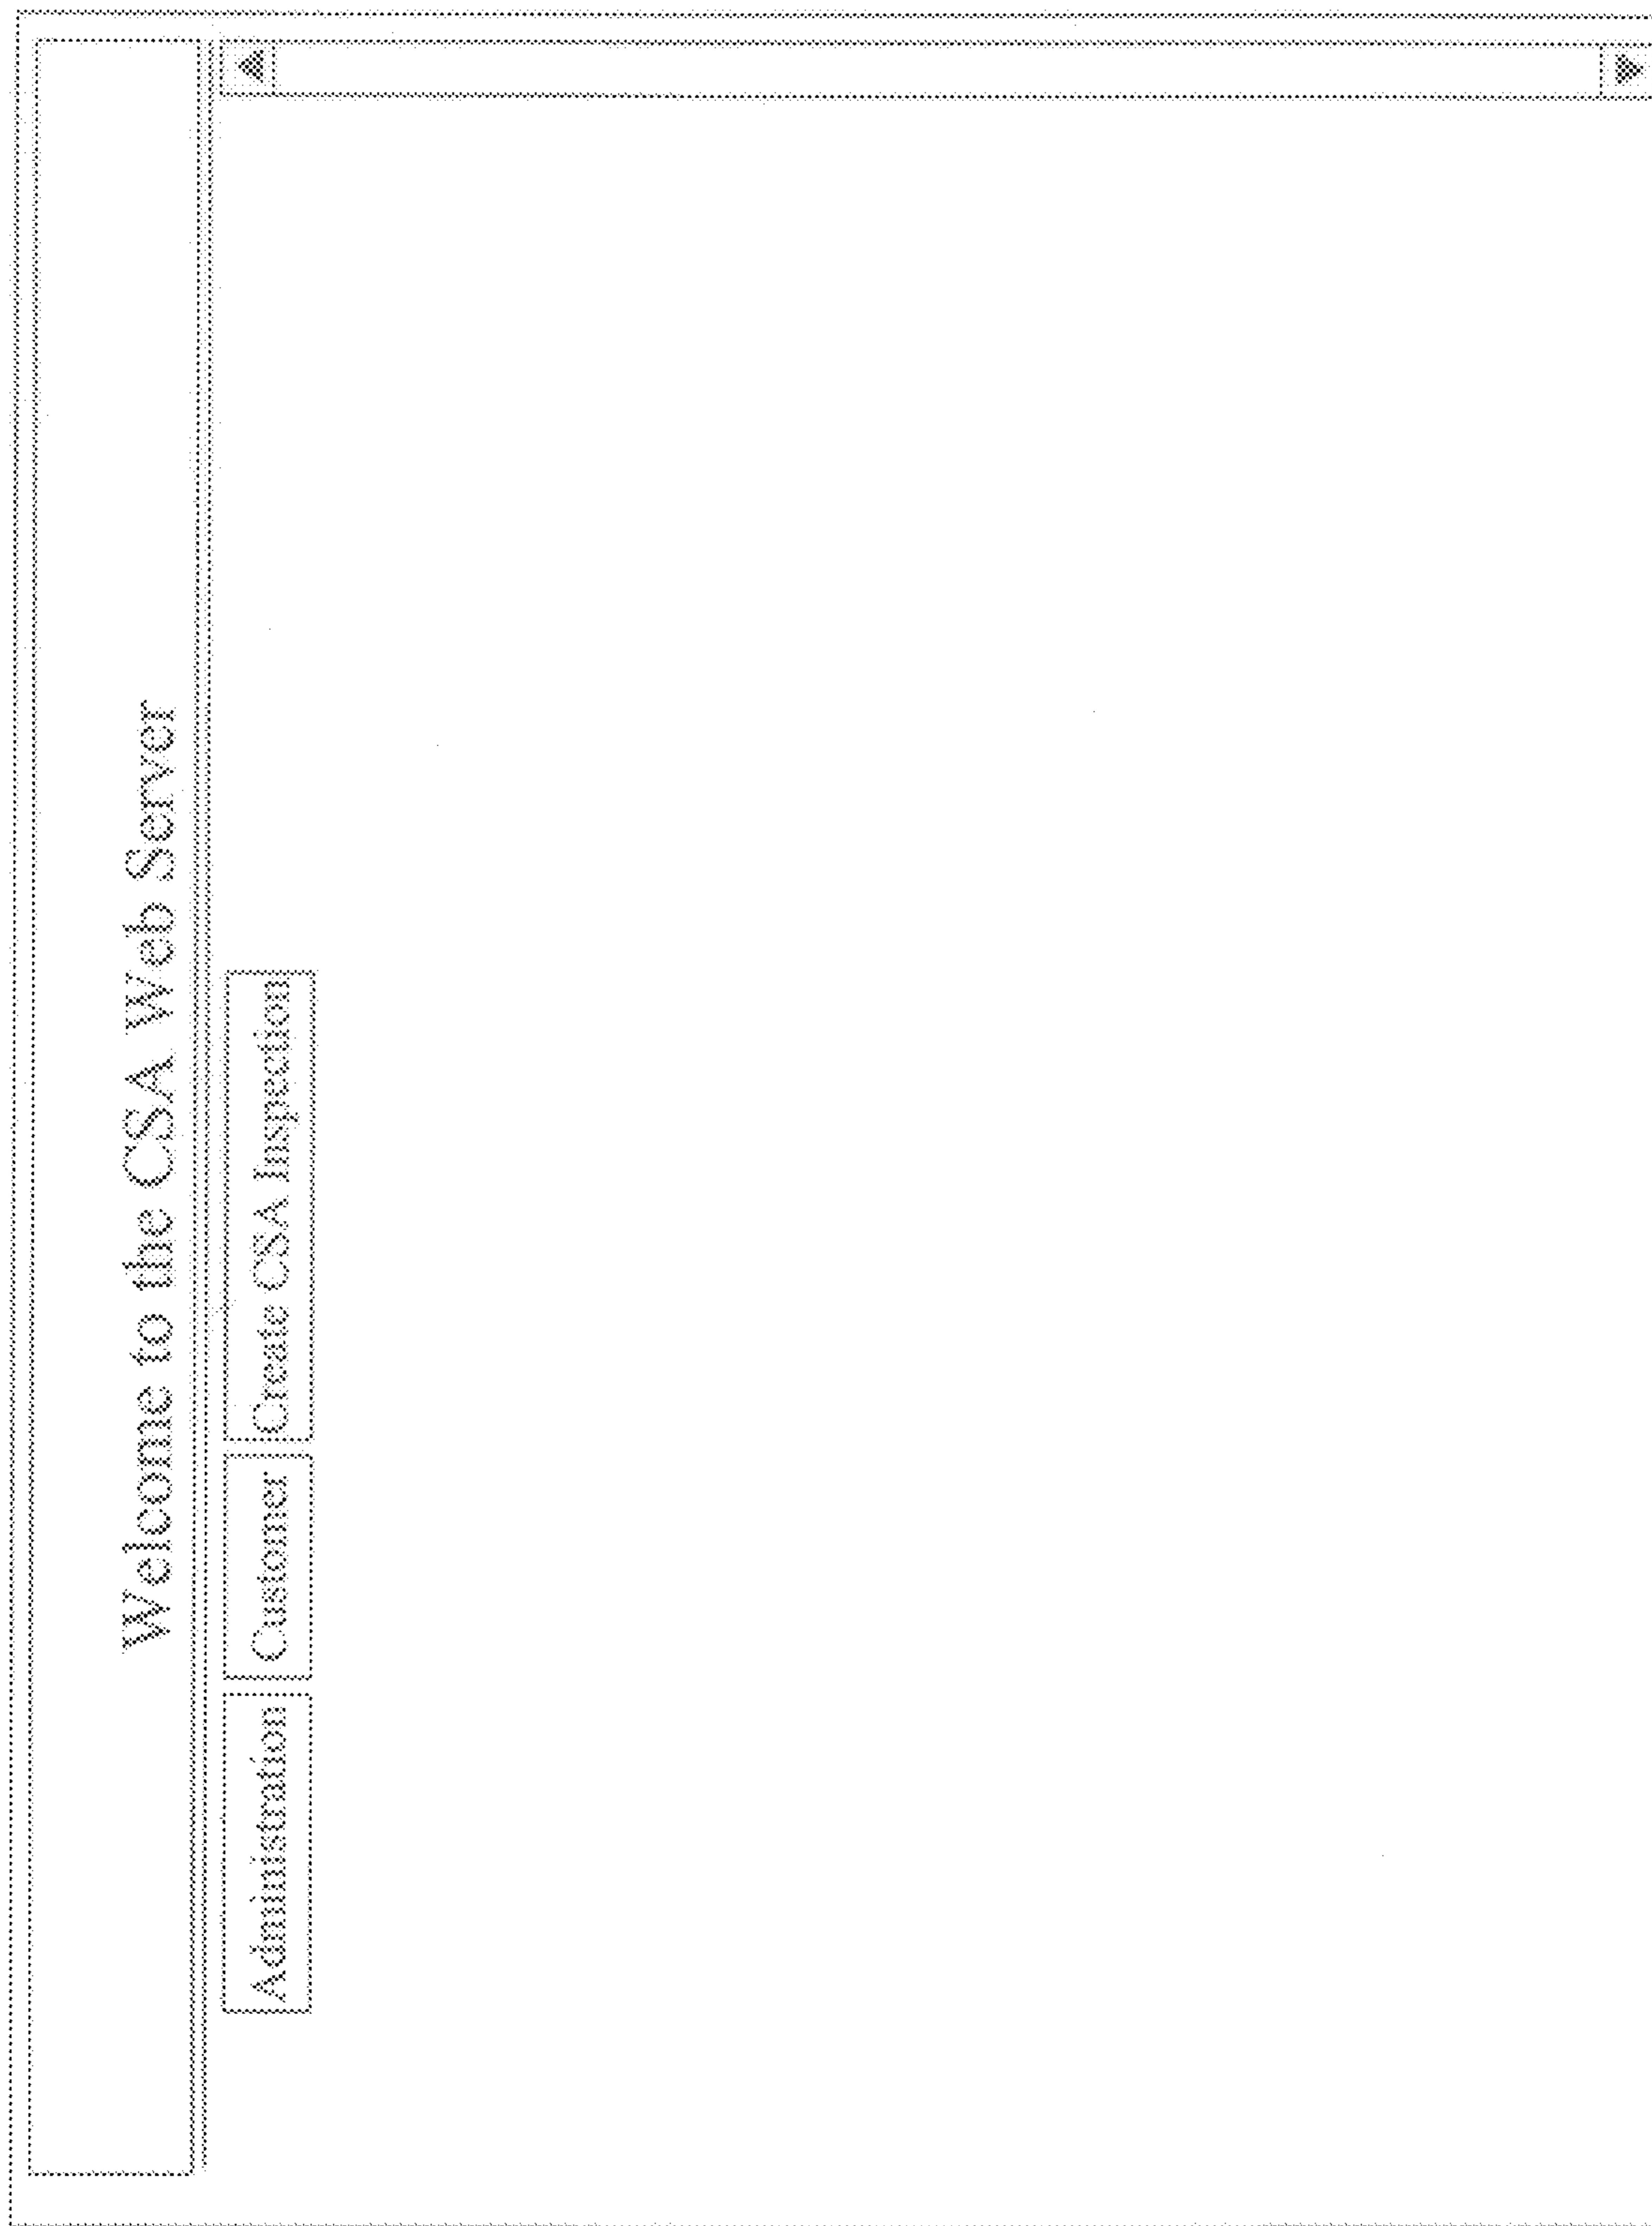 Welcome to the CSA Web Server
Administration Customer Create CSA Inspection